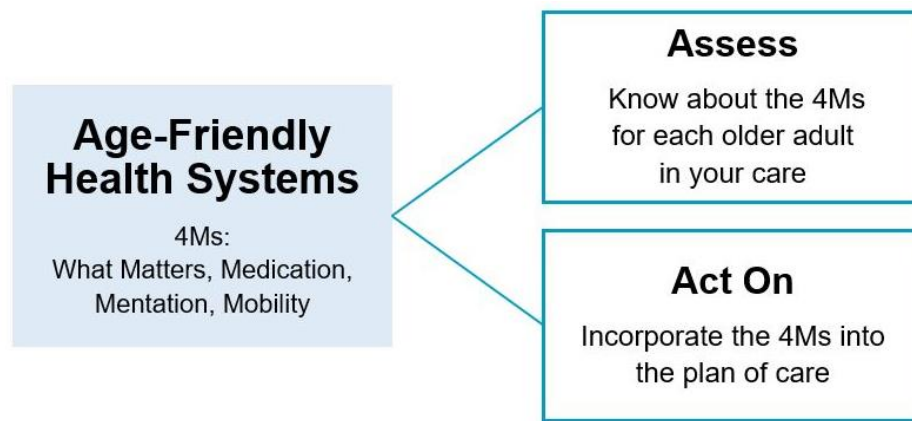 Age-Friendly
Health Systems
4Ms:
What Matters, Medication,
Mentation, Mobility
Assess
Know about the 4Ms
for each older adult
in your care
Act On
Incorporate the 4Ms into
the plan of care